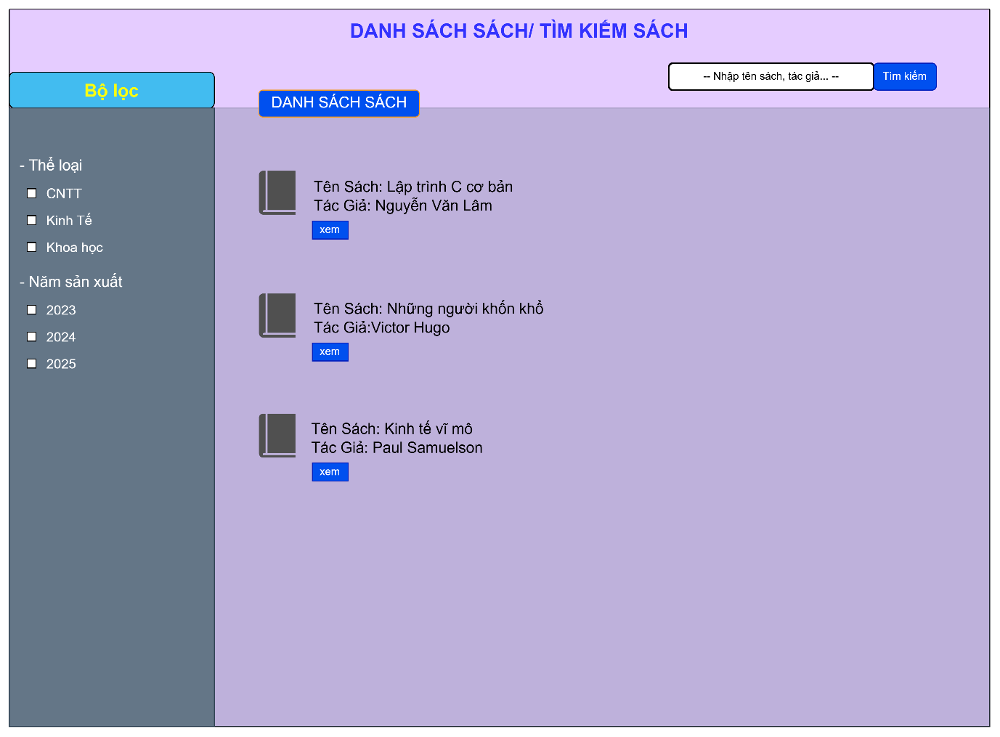 DANH SÁCH SÁCH/ TÌM KIẾM SÁCH
-- Nhập tên sách, tác giả... --
Tìm kiếm
Bộ lọc
DANH SÁCH SÁCH
- Thể loại
CNTT
Kinh Tế
Khoa học
- Năm sản xuất
2023
2024
2025
Tên Sách: Lập trình C cơ bản
Tác Giả: Nguyễn Văn Lâm
xem
Tên Sách: Những người khốn khổ
Tác Giả:Victor Hugo
xem
Tên Sách: Kinh tế vĩ mô
Tác Giả: Paul Samuelson
xem